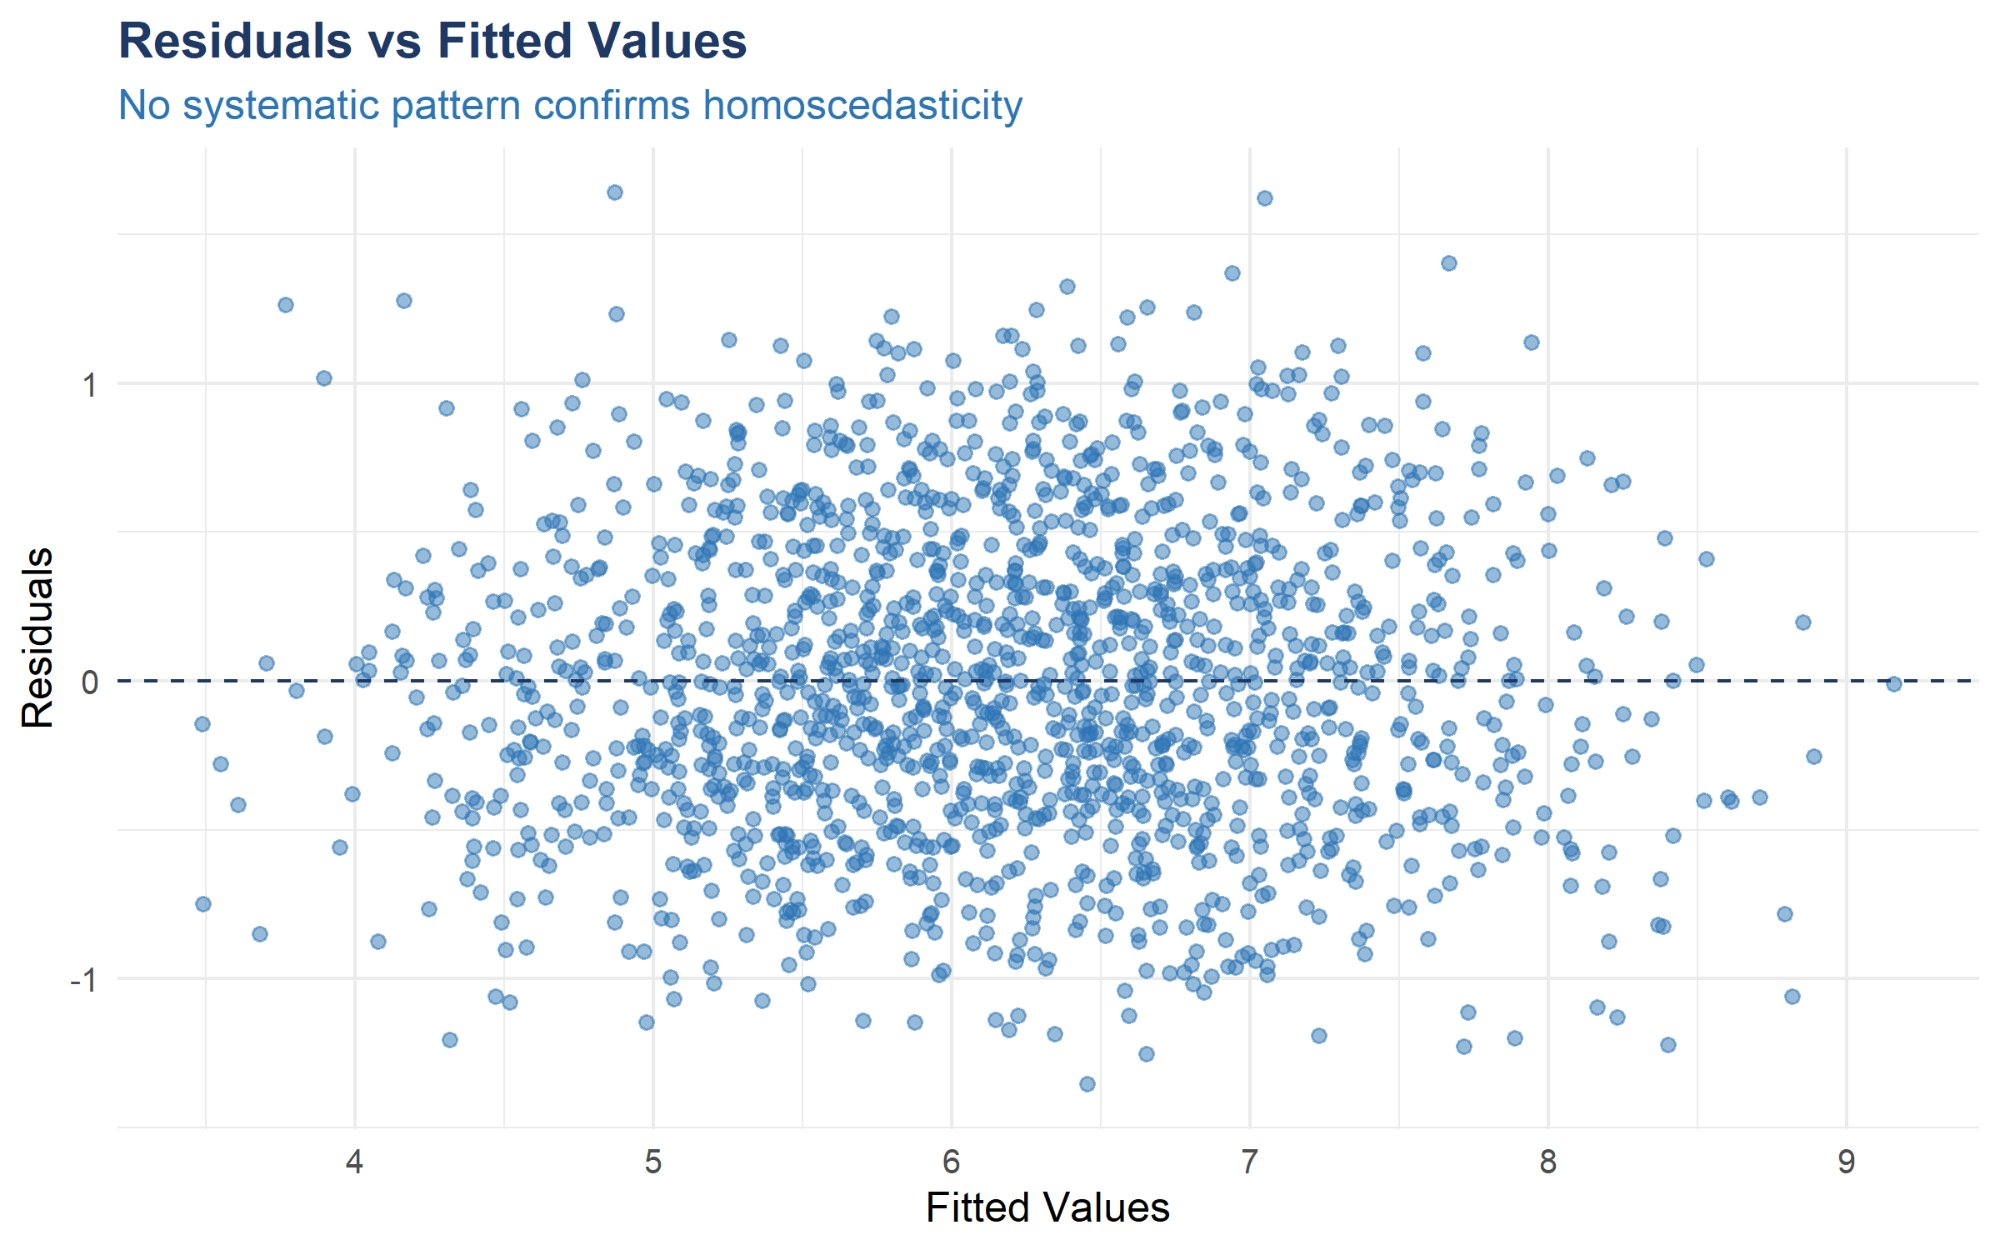 Residuals vs Fitted Values
No systematic pattern confirms homoscedasticity
Residuals
1
0
-1
4 5 6 7 8 9
Fitted Values